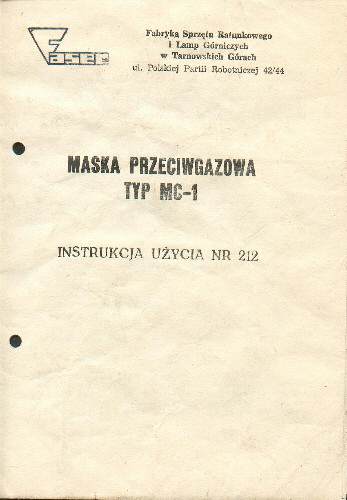 Faser
Fabryka Sprzętu Ratunkowego
i Lamp Górniczych
w Tarnowskich Górach
ul. Polskiej Partii Robotniczej 42/44
MASKA PRZECIWGAZOWA
TYP MC-1
INSTRUKCJA UŻYCIA NR 212